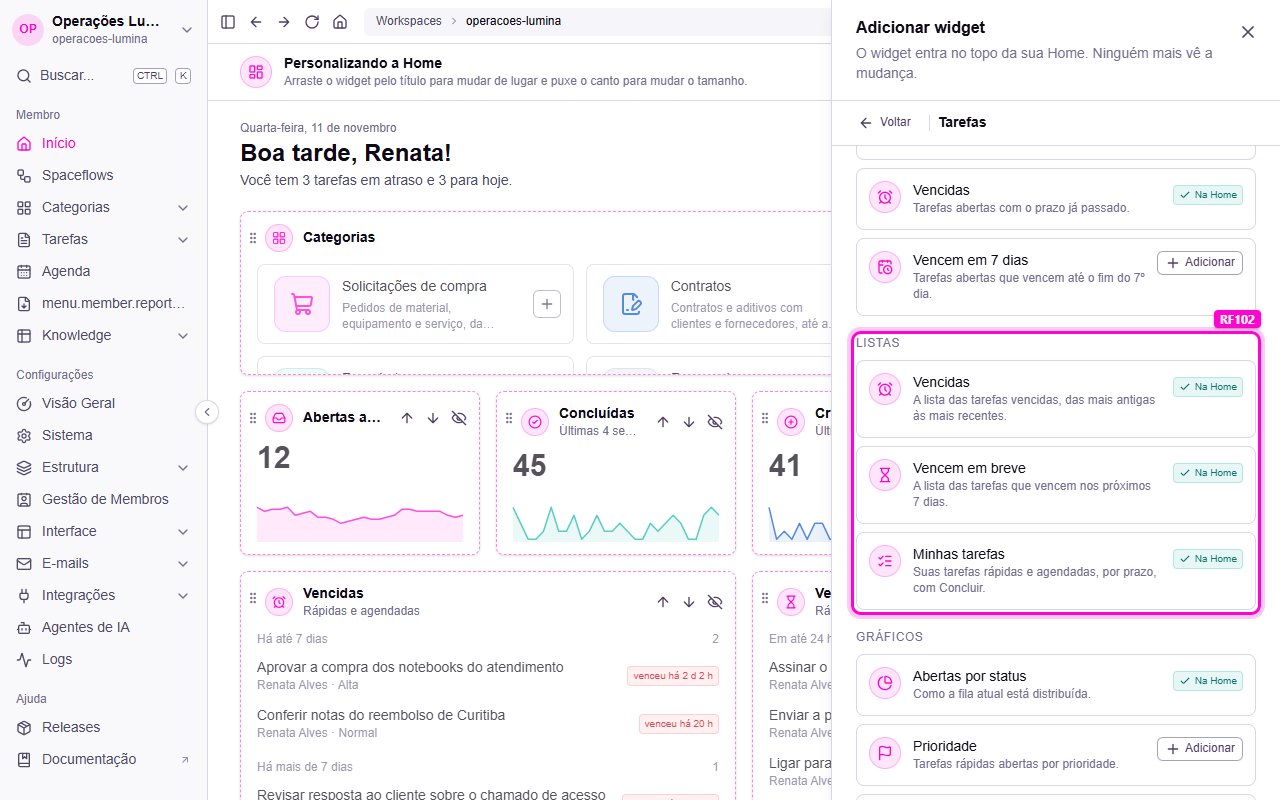 OP
Operações Lu...
operacoes-lumina
Buscar...
CTRL
K
Membro
Início
Spaceflows
Categorias
Tarefas
Agenda
menu.member.report...
Knowledge
Configurações
Visão Geral
Sistema
Estrutura
Gestão de Membros
Interface
E-mails
Integrações
Agentes de IA
Logs
Ajuda
Releases
Documentação
Workspaces
operacoes-lumina
Personalizando a Home
Arraste o widget pelo título para mudar de lugar e puxe o canto para mudar o tamanho.
Quarta-feira, 11 de novembro
Boa tarde, Renata!
Você tem 3 tarefas em atraso e 3 para hoje.
Categorias
Solicitações de compra
Pedidos de material,
equipamento e serviço, da...
Contratos
Contratos e aditivos com
clientes e fornecedores, até a
Abertas a...
12
Concluídas
Últimas 4 se...
45
Cr
Últ
41
Vencidas
Rápidas e agendadas
Há até 7 dias
2
Aprovar a compra dos notebooks do atendimento
Renata Alves · Alta
venceu há 2 d 2 h
Conferir notas do reembolso de Curitiba
Renata Alves · Normal
venceu há 20 h
Há mais de 7 dias
1
Revisar resposta ao cliente sobre o chamado de acesso
Ve
Rá
Em até 24 h
Assinar o
Renata Alve
Enviar a p
Renata Alve
Ligar para
Renata Alve
Adicionar widget
O widget entra no topo da sua Home. Ninguém mais vê a
mudança.
Voltar
Tarefas
Vencidas
Tarefas abertas com o prazo já passado.
Na Home
Vencem em 7 dias
Tarefas abertas que vencem até o fim do 7º
dia.
Adicionar
RF102
LISTAS
Vencidas
A lista das tarefas vencidas, das mais antigas
às mais recentes.
Na Home
Vencem em breve
A lista das tarefas que vencem nos próximos
7 dias.
Na Home
Minhas tarefas
Suas tarefas rápidas e agendadas, por prazo,
com Concluir.
Na Home
GRÁFICOS
Abertas por status
Como a fila atual está distribuída.
Na Home
Prioridade
Tarefas rápidas abertas por prioridade.
Adicionar